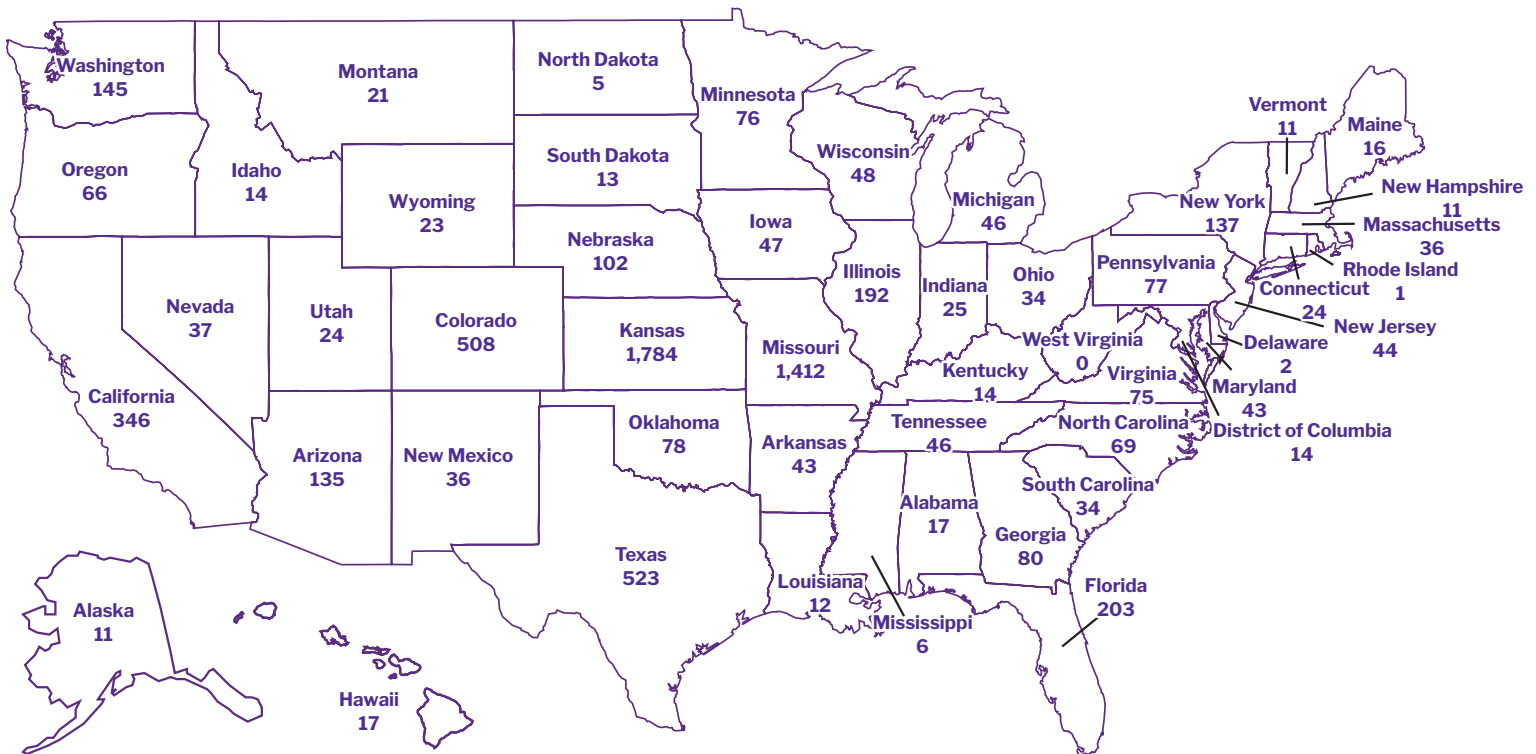 Washington
145
Montana
21
North Dakota
5
Minnesota
76
Vermont
11
Maine
16
Oregon
66
Idaho
14
Wyoming
23
South Dakota
13
Wisconsin
48
Michigan
46
New York
137
New Hampshire
11
Massachusetts
36
Rhode Island
1
Connecticut
24
New Jersey
44
Nebraska
102
Iowa
47
Illinois
192
Indiana
25
Ohio
34
Pennsylvania
77
Nevada
37
Utah
24
Colorado
508
Kansas
1,784
Missouri
1,412
West Virginia
0
Delaware
2
Maryland
43
Kentucky
14
Virginia
75
California
346
Oklahoma
78
Arkansas
43
Tennessee
46
North Carolina
69
District of Columbia
14
Arizona
135
New Mexico
36
South Carolina
34
Alabama
17
Georgia
80
Texas
523
Louisiana
12
Mississippi
6
Florida
203
Alaska
11
Hawaii
17